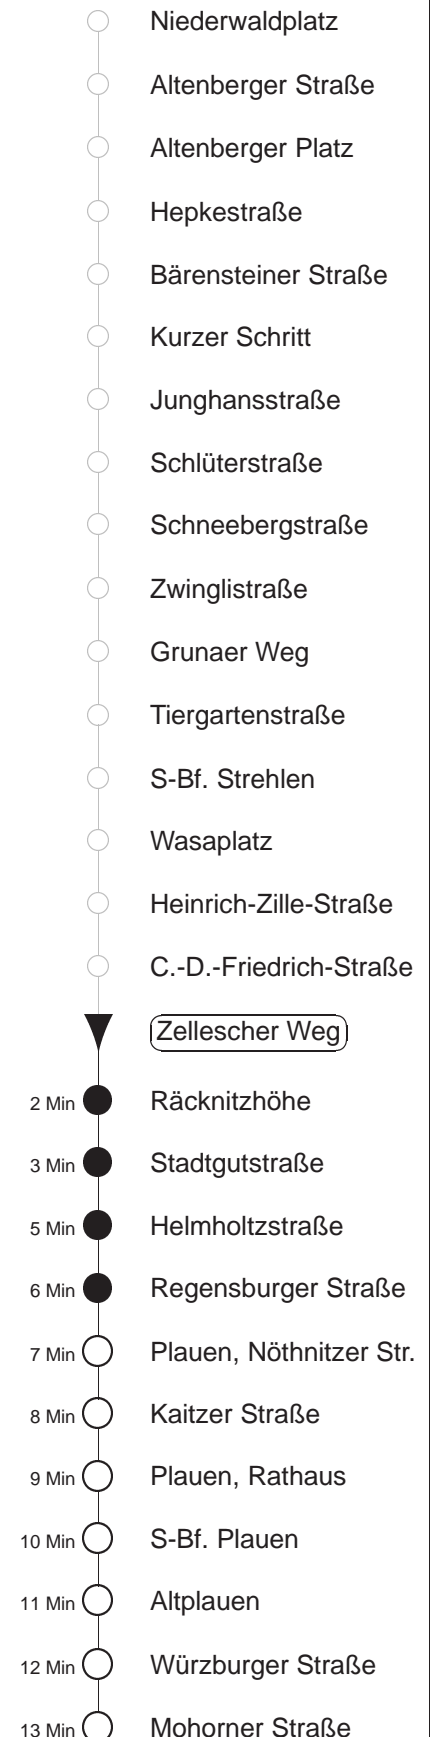 Niederwaldplatz
Altenberger Straße
Altenberger Platz
Hepkestraße
Bärensteiner Straße
Kurzer Schritt
Junghansstraße
Schlüterstraße
Schneebergstraße
Zwinglistraße
Grunaer Weg
Tiergartenstraße
S-Bf. Strehlen
Wasaplatz
Heinrich-Zille-Straße
C.-D.-Friedrich-Straße
Zellescher Weg
2 Min Räcknitzhöhe
3 Min Stadtgutstraße
5 Min Helmholtzstraße
6 Min Regensburger Straße
7 Min Plauen, Nöthnitzer Str.
8 Min Kaitzer Straße
9 Min Plauen, Rathaus
10 Min S-Bf. Plauen
11 Min Altplauen
12 Min Würzburger Straße
13 Min Mohorner Straße